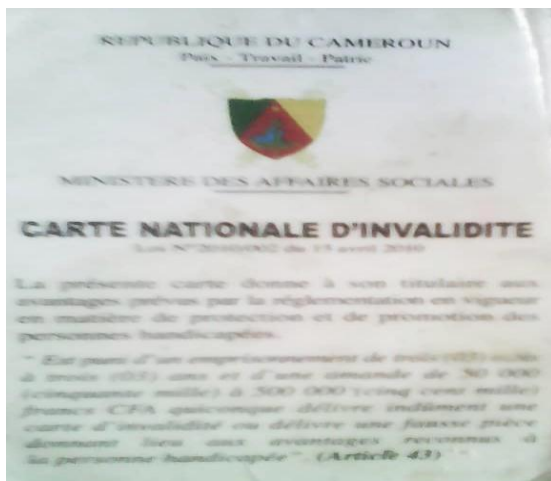 REPUBLIQUE DU CAMEROUN
Paix - Travail - Patrie
MINISTERE DES AFFAIRES SOCIALES
CARTE NATIONALE D'INVALIDITE
Loi N°2010/002 du 13 avril 2010
La présente carte donne à son titulaire aux
avantages prévus par la réglementation en vigueur
en matière de protection et de promotion des
personnes handicapées.
" Est puni d'un emprisonnement de trois (03) mois
à trois (03) ans et d'une amande de 50 000
(cinquante mille) à 500 000 (cinq cent mille)
francs CFA quiconque délivre indûment une
carte d'invalidité ou délivre une fausse pièce
donnant lieu aux avantages reconnus à
la personne handicapée". (Article 43)